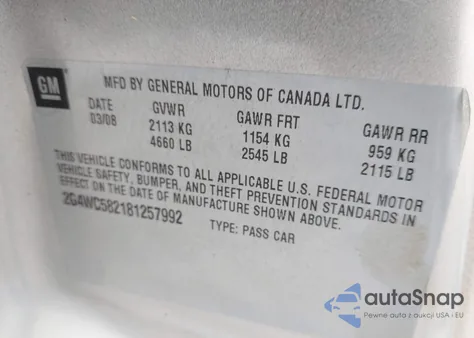 GM
MFD BY GENERAL MOTORS OF CANADA LTD.
DATE GVWR GAWR FRT GAWR RR
03/08 2113 KG 1154 KG 959 KG
4660 LB 2545 LB 2115 LB
THIS VEHICLE CONFORMS TO ALL APPLICABLE U.S. FEDERAL MOTOR
VEHICLE SAFETY, BUMPER, AND THEFT PREVENTION STANDARDS IN
EFFECT ON THE DATE OF MANUFACTURE SHOWN ABOVE.
2G4WC582181257992
TYPE: PASS CAR
autoSnap
Pewne auta z aukcji USA i EU